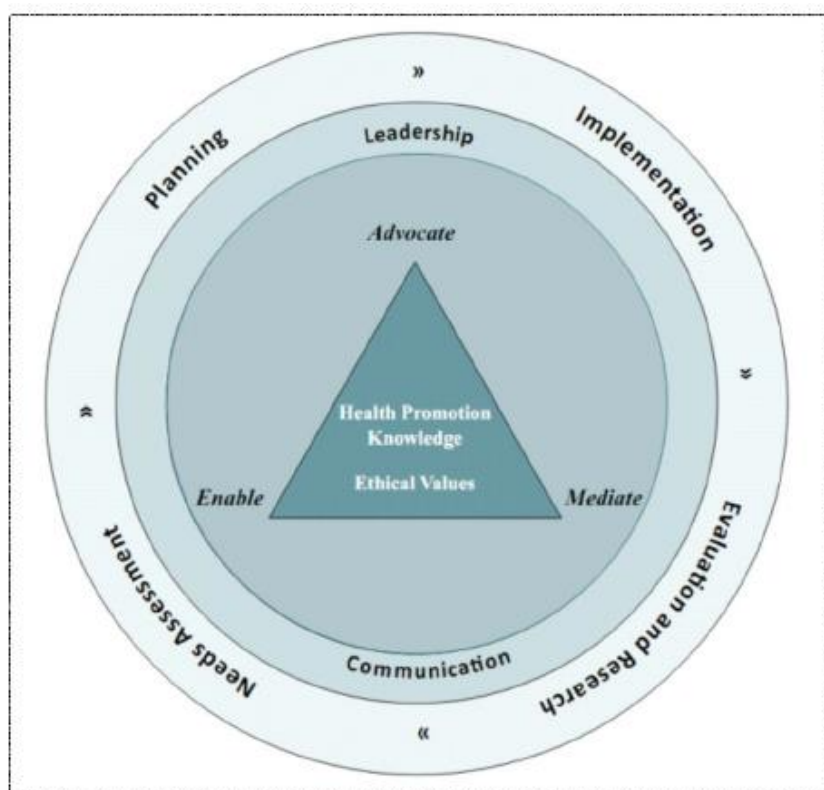 »
Planning
Implementation
Leadership
Advocate
»
»
Health Promotion
Knowledge
Ethical Values
Enable
Mediate
Needs Assessment
Evaluation and Research
Communication
»